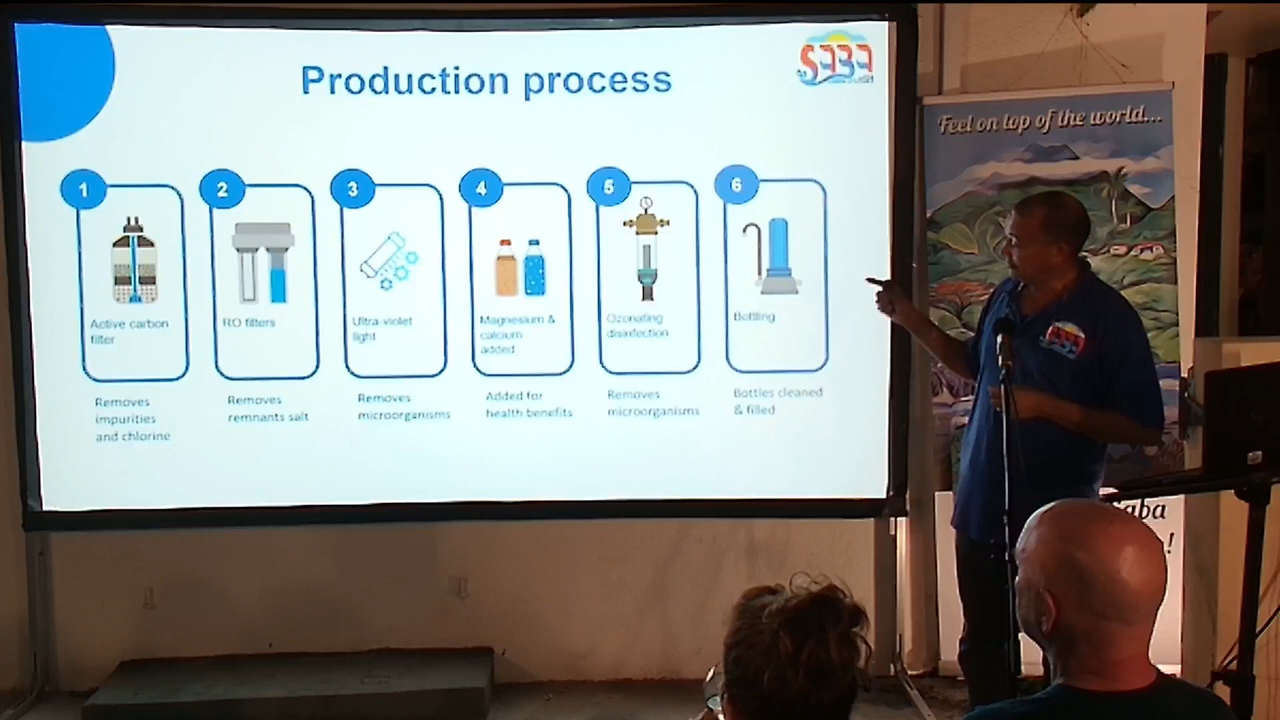 Production process
Saba
1
2
3
4
5
6
Active carbon
filter
RO filters
Ultra-violet
light
Magnesium &
calcium
added
Ozonating
disinfection
Bottling
Removes
impurities
and chlorine
Removes
remnants salt
Removes
microorganisms
Added for
health benefits
Removes
microorganisms
Bottles cleaned
& filled
Feel on top of the world...
aba
!